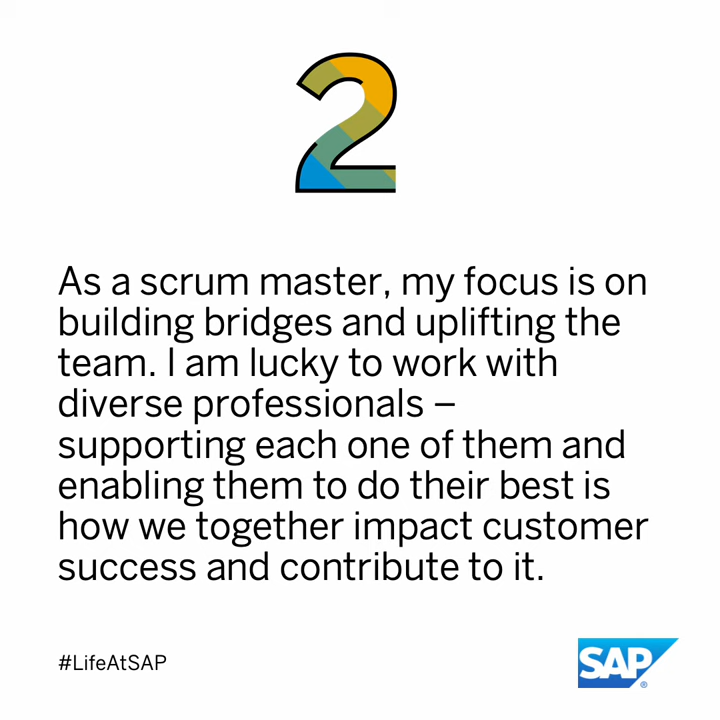 2
As a scrum master, my focus is on
building bridges and uplifting the
team. I am lucky to work with
diverse professionals –
supporting each one of them and
enabling them to do their best is
how we together impact customer
success and contribute to it.
#LifeAtSAP
SAP®